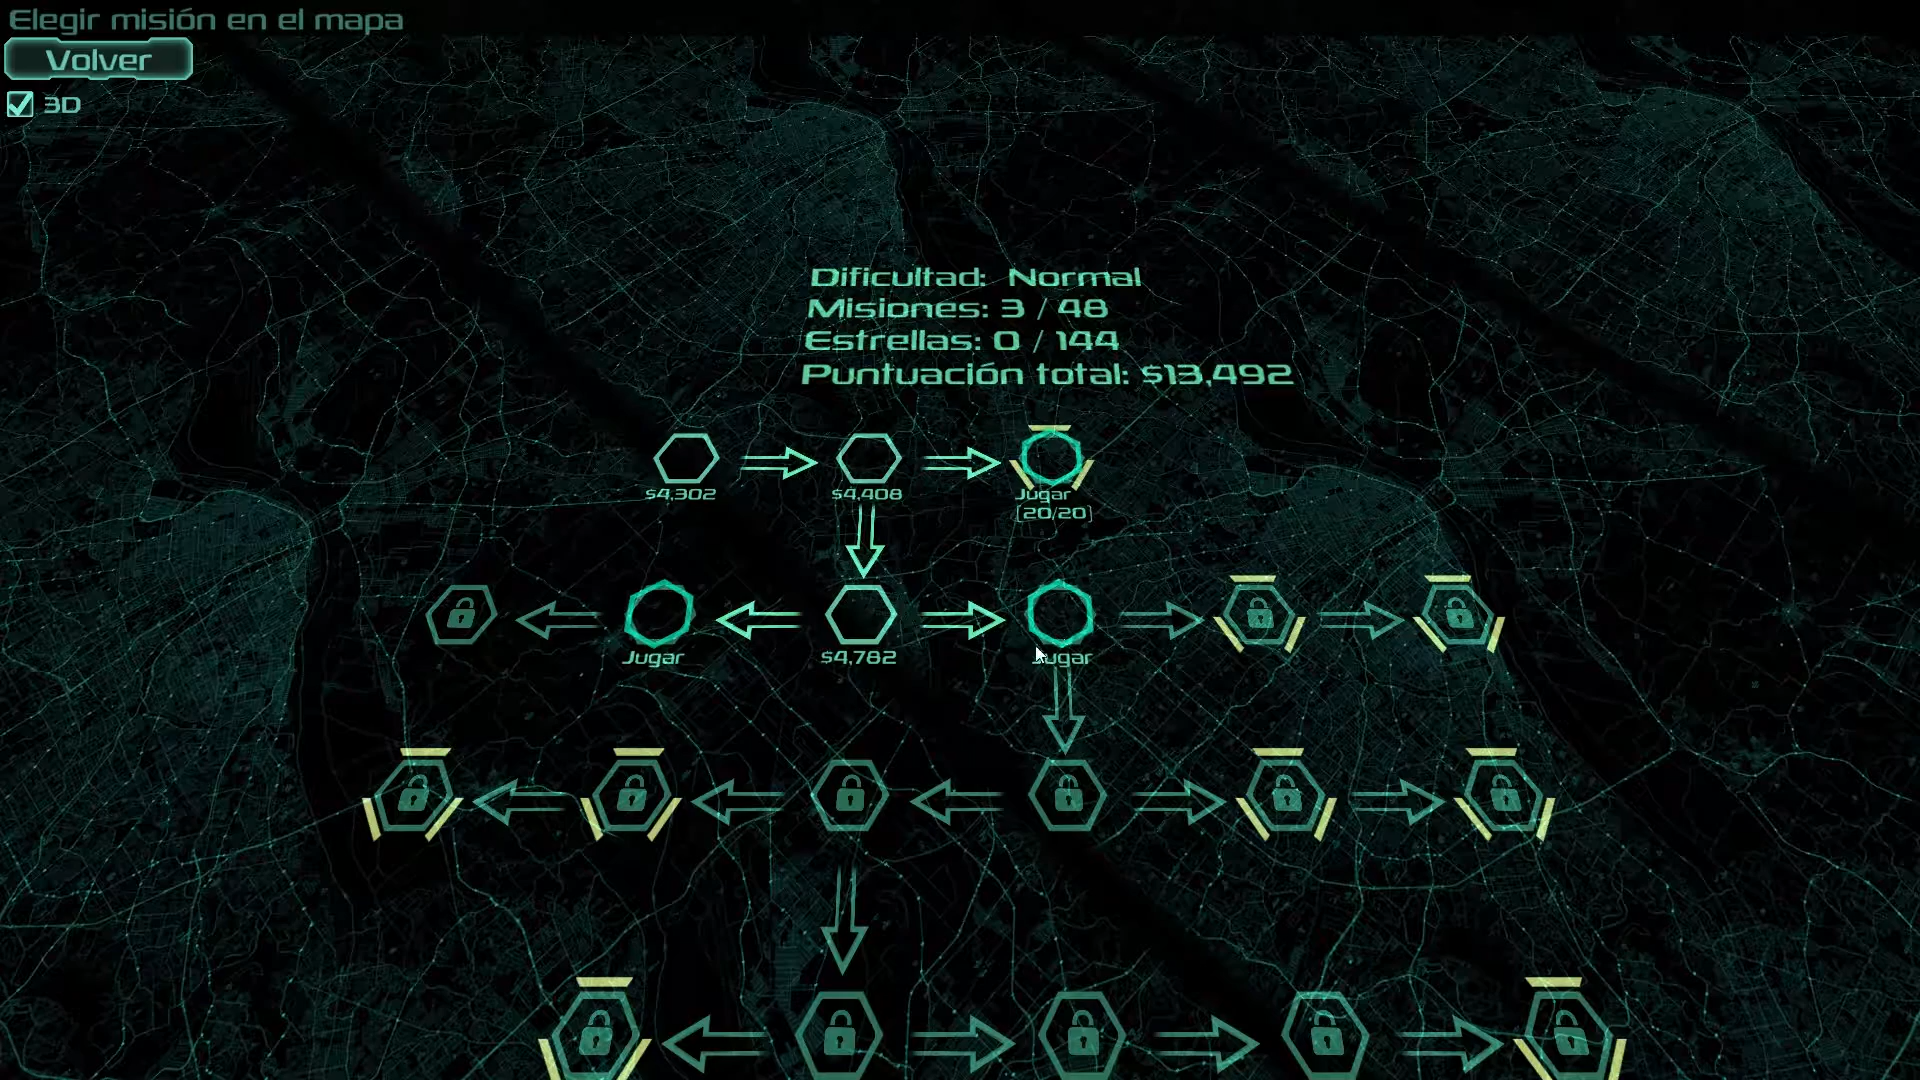 Elegir misión en el mapa
Volver
3D
Dificultad: Normal
Misiones: 3 / 48
Estrellas: 0 / 144
Puntuación total: $13,492
$4,302
$4,408
Jugar
[20/20]
Jugar
$4,782
Jugar